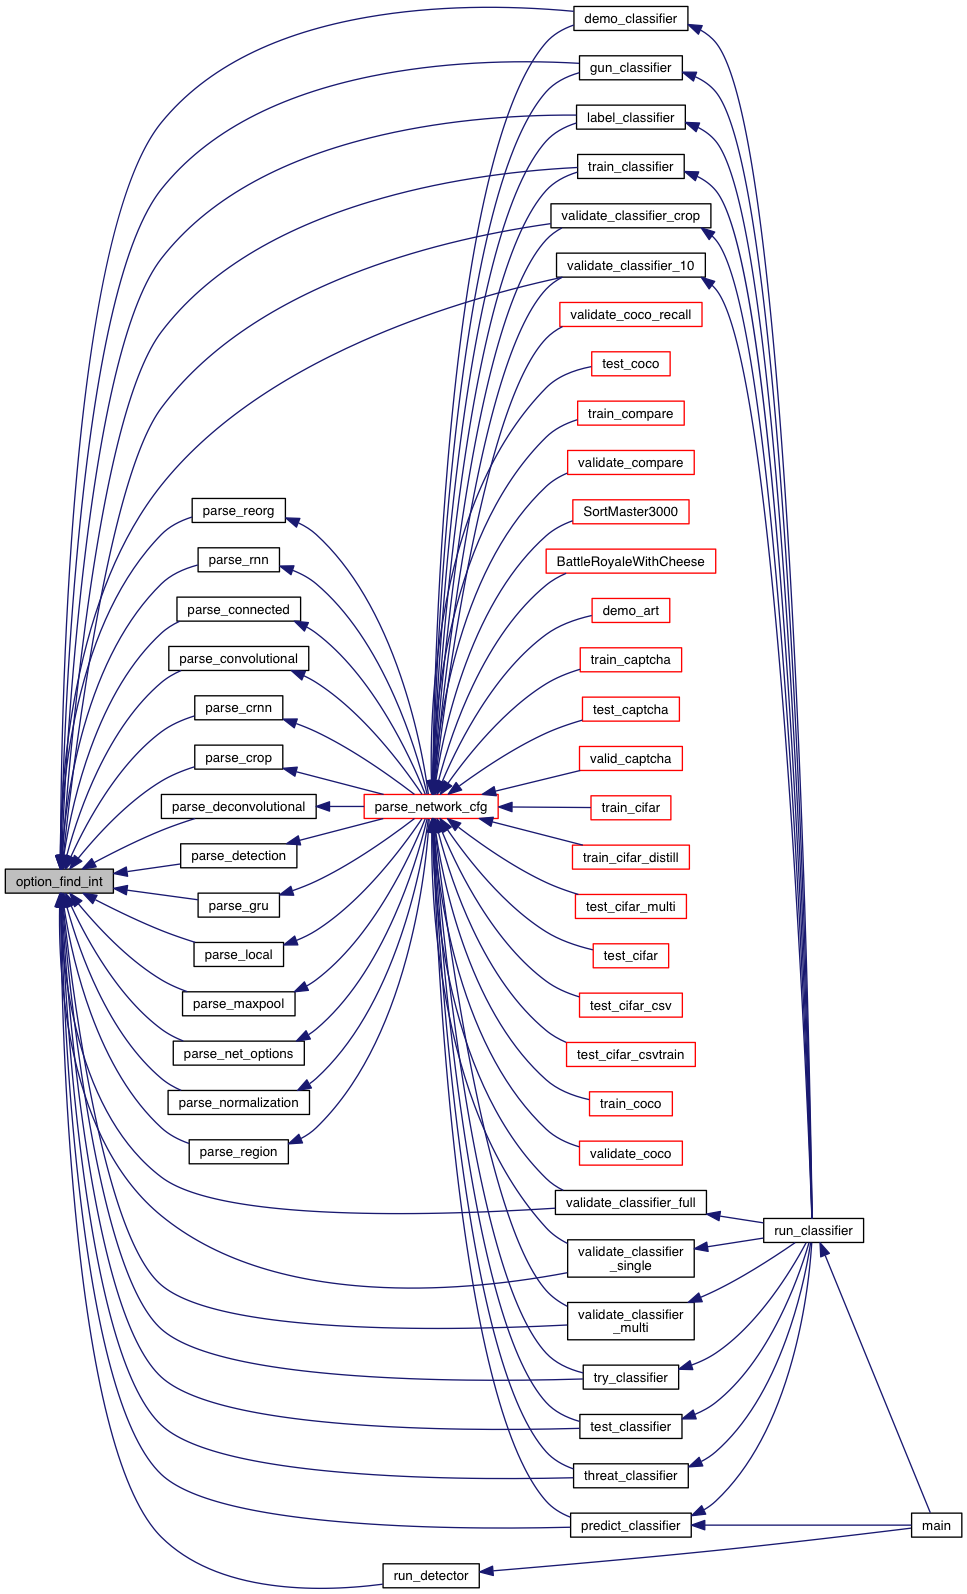 demo_classifier
gun_classifier
label_classifier
train_classifier
validate_classifier_crop
validate_classifier_10
validate_coco_recall
test_coco
train_compare
validate_compare
SortMaster3000
BattleRoyaleWithCheese
demo_art
train_captcha
test_captcha
valid_captcha
train_cifar
train_cifar_distill
test_cifar_multi
test_cifar
test_cifar_csv
test_cifar_csvtrain
train_coco
validate_coco
validate_classifier_full
validate_classifier
_single
validate_classifier
_multi
try_classifier
test_classifier
threat_classifier
predict_classifier
run_detector
parse_reorg
parse_rnn
parse_connected
parse_convolutional
parse_crnn
parse_crop
parse_deconvolutional
parse_detection
parse_gru
parse_local
parse_maxpool
parse_net_options
parse_normalization
parse_region
parse_network_cfg
option_find_int
run_classifier
main